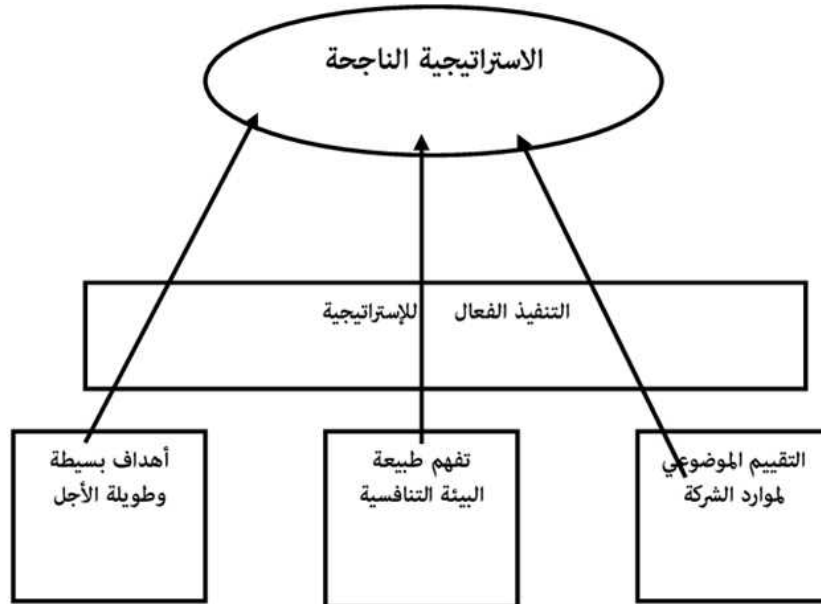 الاستراتيجية الناجحة
التنفيذ الفعال للإستراتيجية
التقييم الموضوعي
لموارد الشركة
تفهم طبيعة
البيئة التنافسية
أهداف بسيطة
وطويلة الأجل